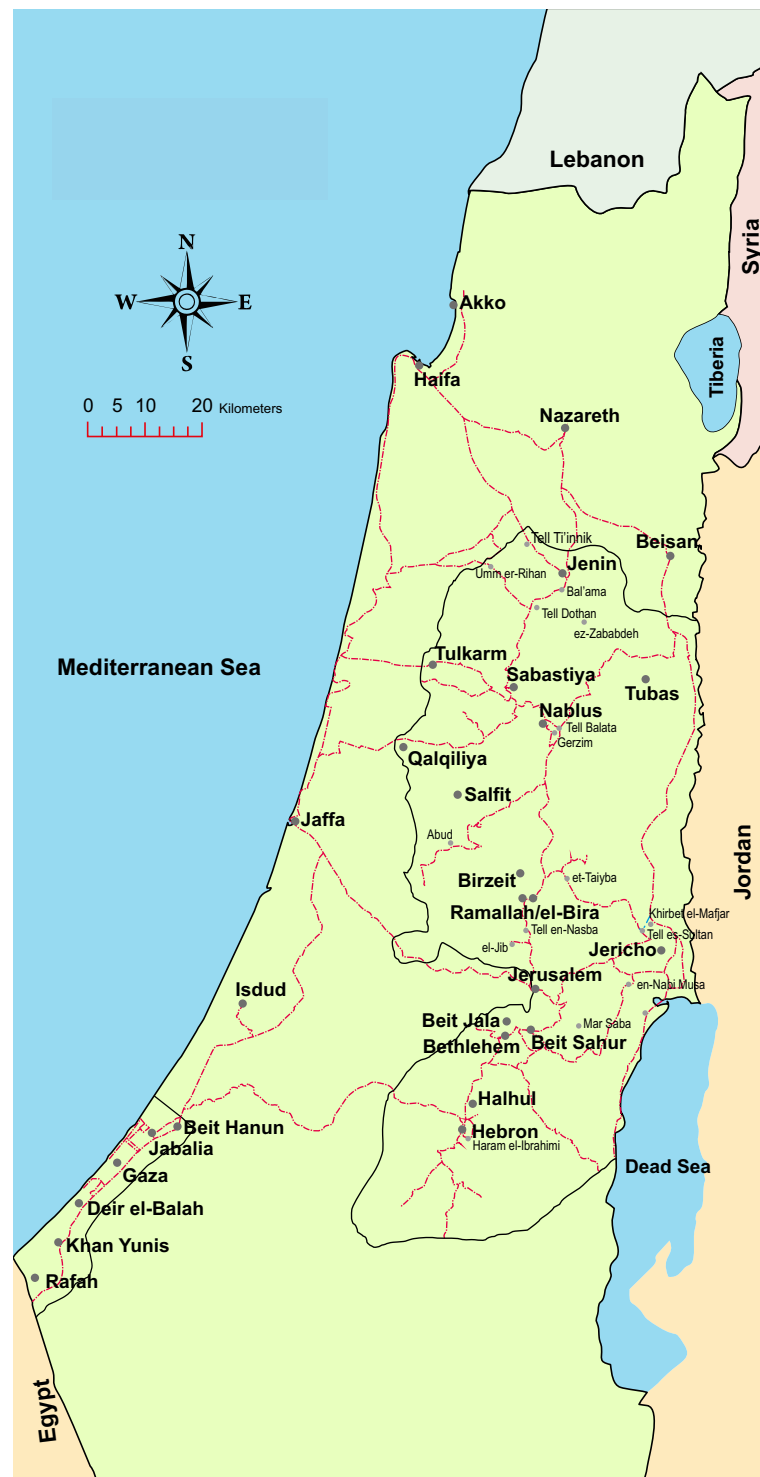 Lebanon
Syria
N
W E
S
Akko
Tiberia
Haifa
0 5 10 20 Kilometers
Nazareth
Tell Ti'innik
Beisan
Jenin
Umm er-Rihan
Bal'ama
Tell Dothan
ez-Zababdeh
Tulkarm
Mediterranean Sea
Sabastiya
Tubas
Nablus
Tell Balata
Gerzim
Qalqiliya
Salfit
Jaffa
Abud
Jordan
Birzeit
et-Taiyba
Ramallah/el-Bira
Khirbet el-Mafjar
Tell en-Nasba
Tell es-Soltan
el-Jib
Jericho
Jerusalem
en-Nabi Musa
Isdud
Beit Jala
Mar Saba
Bethlehem
Beit Sahur
Halhul
Beit Hanun
Hebron
Jabalia
Haram el-Ibrahimi
Gaza
Dead Sea
Deir el-Balah
Khan Yunis
Rafah
Egypt